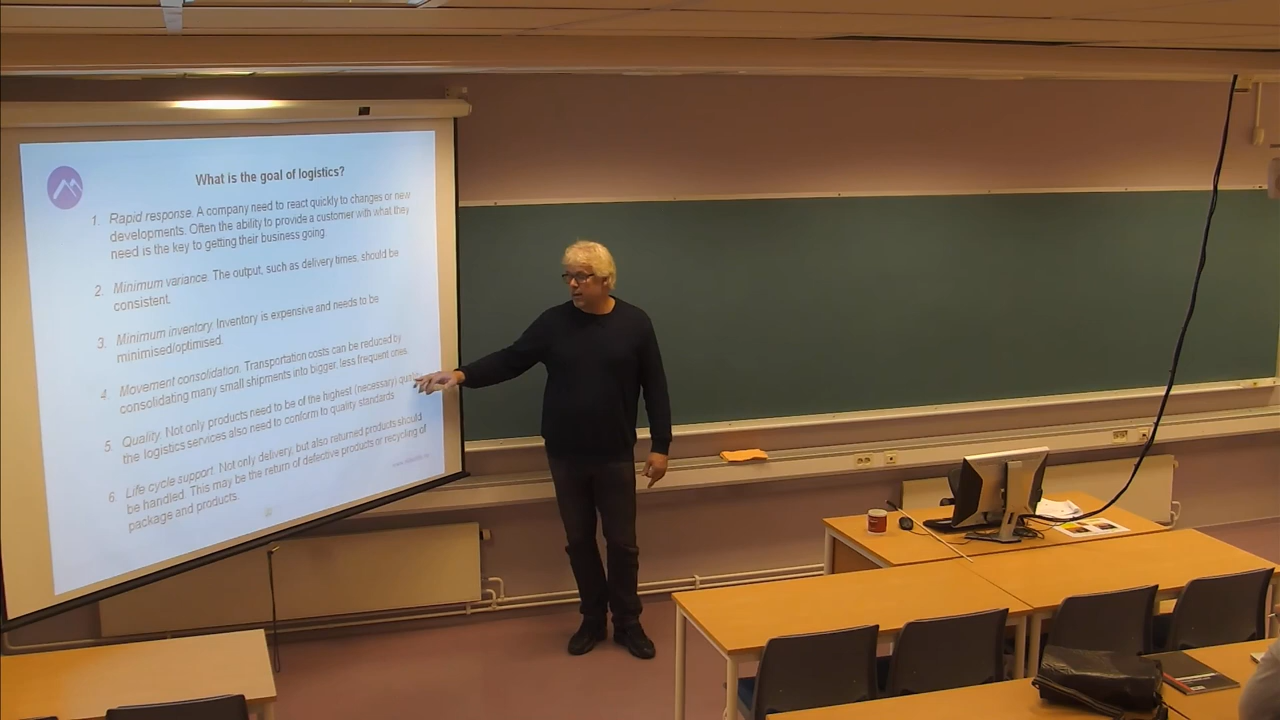 What is the goal of logistics?
1. Rapid response. A company need to react quickly to changes or new
developments. Often the ability to provide a customer with what they
need is the key to getting their business going.
2. Minimum variance. The output, such as delivery times, should be
consistent.
3. Minimum inventory. Inventory is expensive and needs to be
minimised/optimised.
4. Movement consolidation. Transportation costs can be reduced by
consolidating many small shipments into bigger, less frequent ones.
5. Quality. Not only products need to be of the highest (necessary)
the logistics services also need to conform to quality standards
6. Life cycle support. Not only delivery, but also returned products should
be handled. This may be the return of defective products or recycling of
package and products.